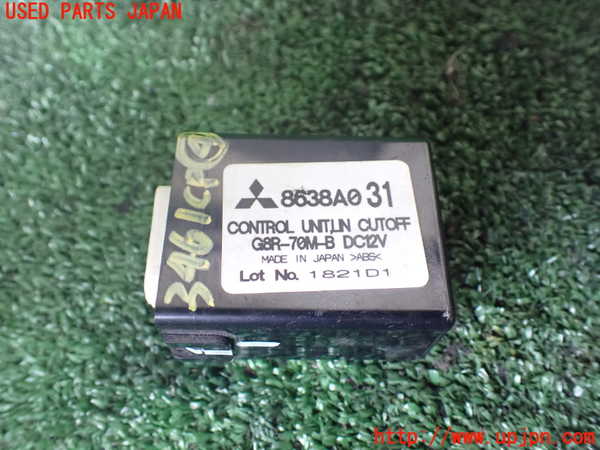 USED PARTS JAPAN
8638A0 31
CONTROL UNIT,LIN CUTOFF
G8R-70M-B DC12V
MADE IN JAPAN >ABS<
Lot No. 1821D1
3461CP④
http://www.upjpn.com